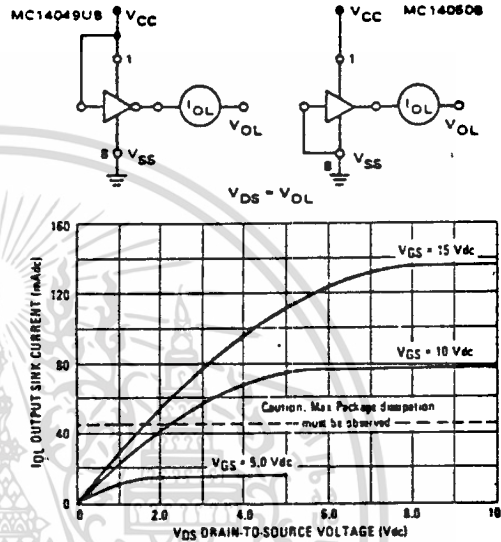 MC14049UB
VCC
MC14050B
VCC
1
1
IOL
IOL
VOL
VOL
8
VSS
8
VSS
VDS = VOL
160
120
80
40
0
IOL OUTPUT SINK CURRENT (mAdc)
VGS = 15 Vdc
VGS = 10 Vdc
Caution: Max Package dissipation
must be observed
VGS = 5.0 Vdc
0
2.0
4.0
6.0
8.0
10
VDS DRAIN-TO-SOURCE VOLTAGE (Vdc)